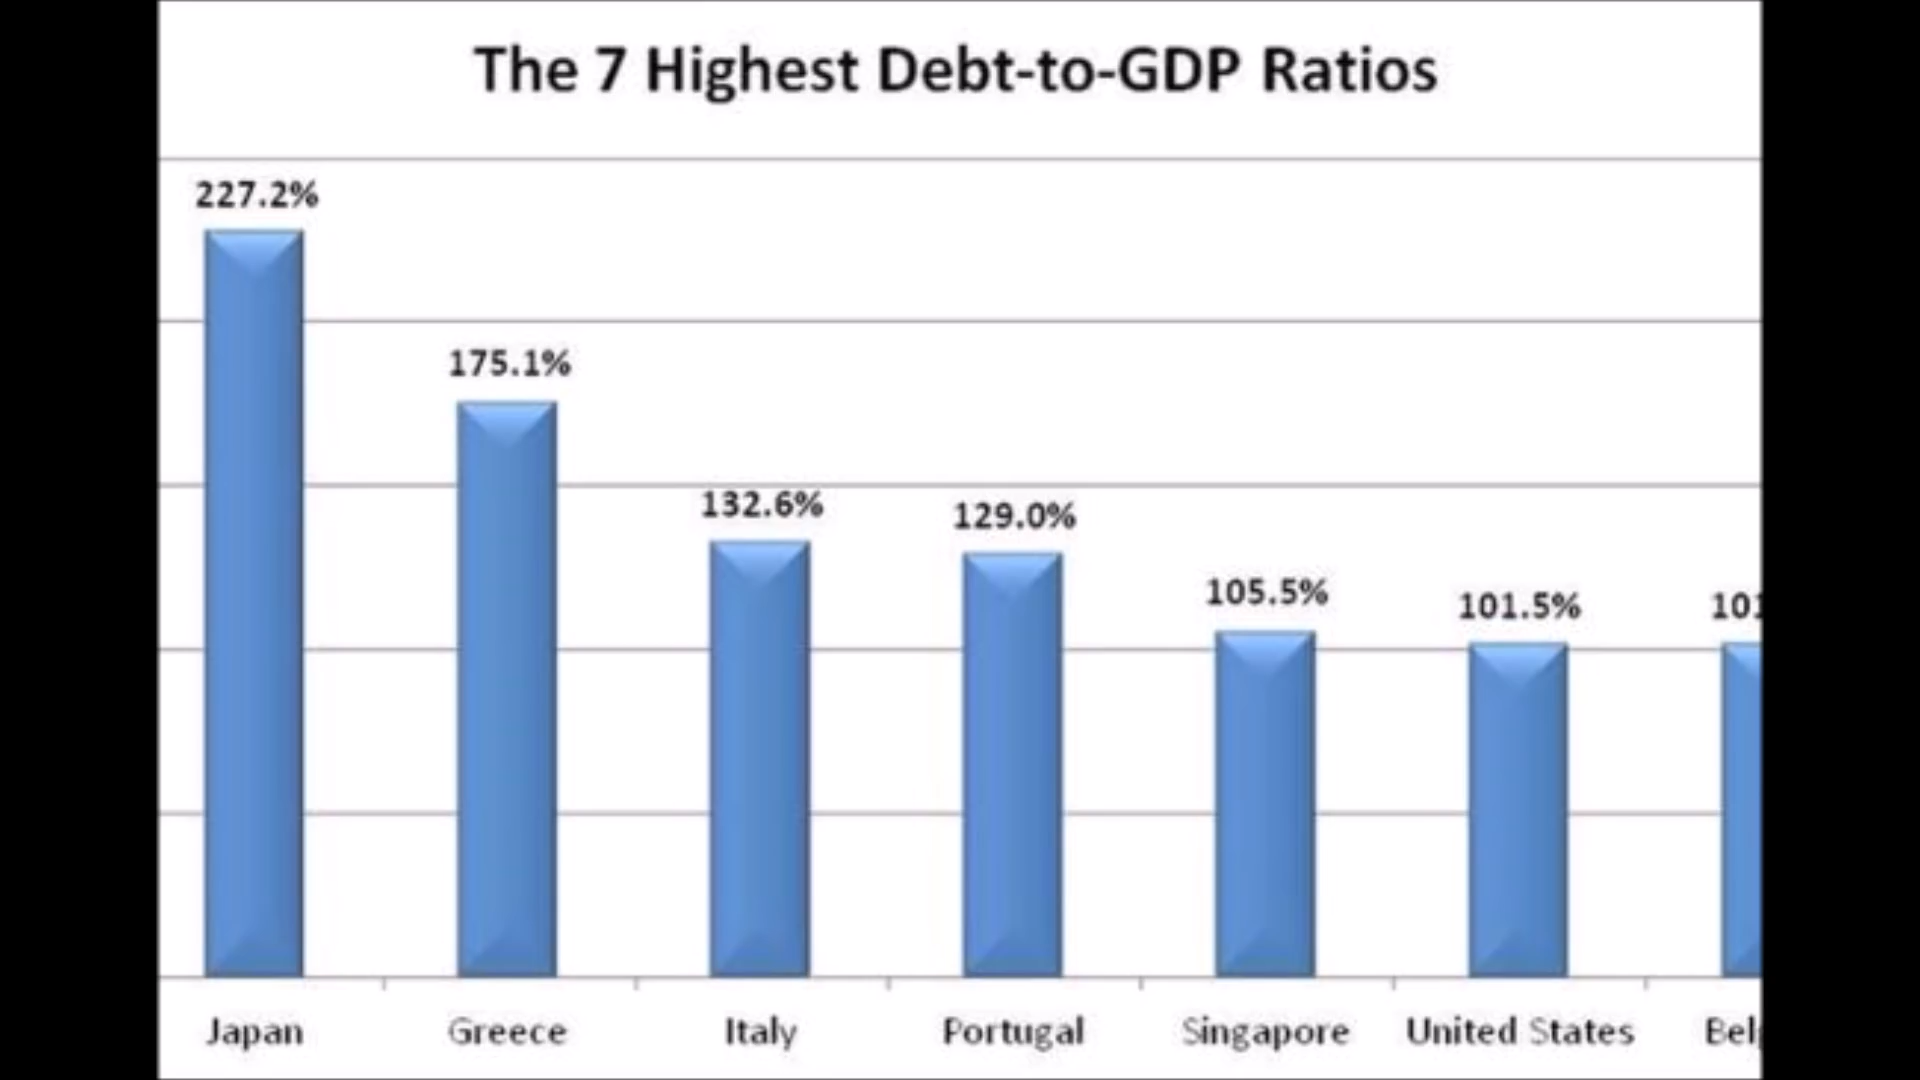 The 7 Highest Debt-to-GDP Ratios
227.2%
175.1%
132.6%
129.0%
105.5%
101.5%
101
Japan
Greece
Italy
Portugal
Singapore
United States